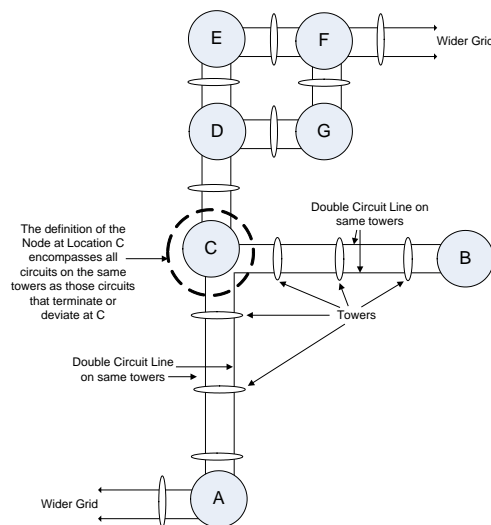 E
F
Wider Grid
D
G
The definition of the
Node at Location C
encompasses all
circuits on the same
towers as those circuits
that terminate or
deviate at C
C
Double Circuit Line on
same towers
B
Towers
Double Circuit Line
on same towers
A
Wider Grid